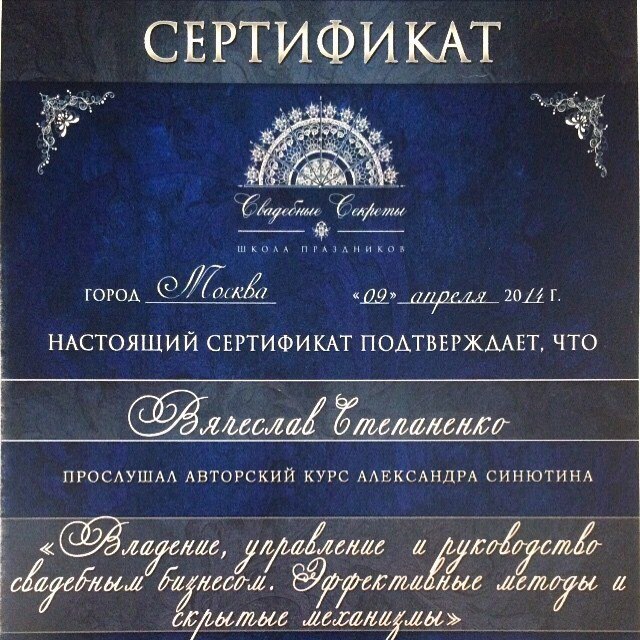 СЕРТИФИКАТ
Свадебные Секреты
ШКОЛА ПРАЗДНИКОВ
ГОРОД Москва «09» апреля 2014 Г.
НАСТОЯЩИЙ СЕРТИФИКАТ ПОДТВЕРЖДАЕТ, ЧТО
Вячеслав Степаненко
ПРОСЛУШАЛ АВТОРСКИЙ КУРС АЛЕКСАНДРА СИНЮТИНА
«Владение, управление и руководство
свадебным бизнесом. Эффективные методы и
скрытые механизмы»